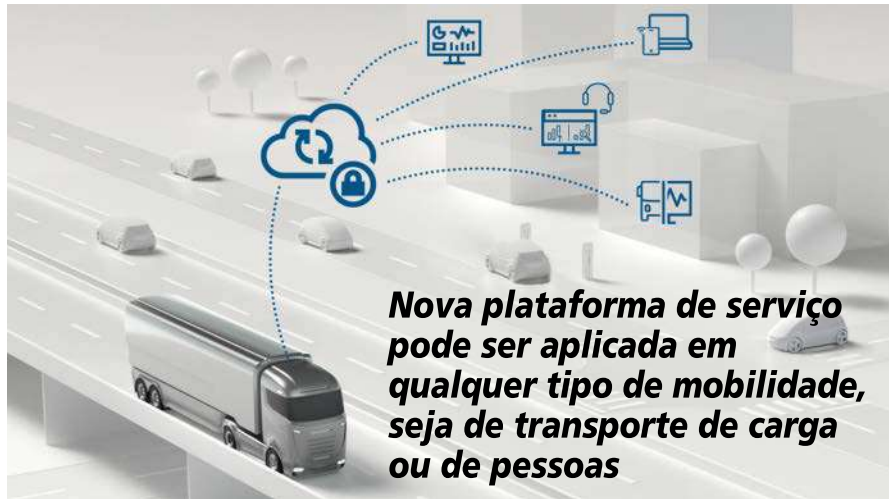 Nova plataforma de serviço
pode ser aplicada em
qualquer tipo de mobilidade,
seja de transporte de carga
ou de pessoas